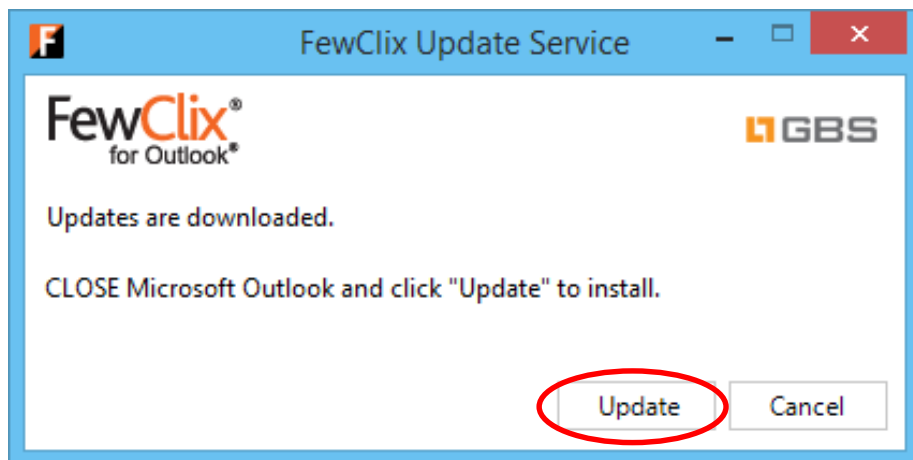 F FewClix Update Service
FewClix®
for Outlook®
GBS
Updates are downloaded.
CLOSE Microsoft Outlook and click "Update" to install.
Update Cancel